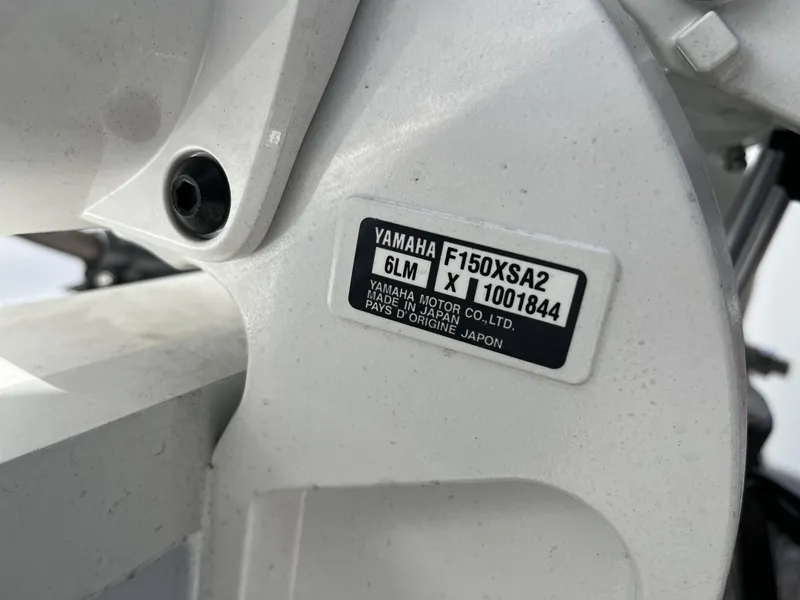 YAMAHA F150XSA2
6LM X 1001844
YAMAHA MOTOR CO.,LTD.
MADE IN JAPAN
PAYS D'ORIGINE JAPON